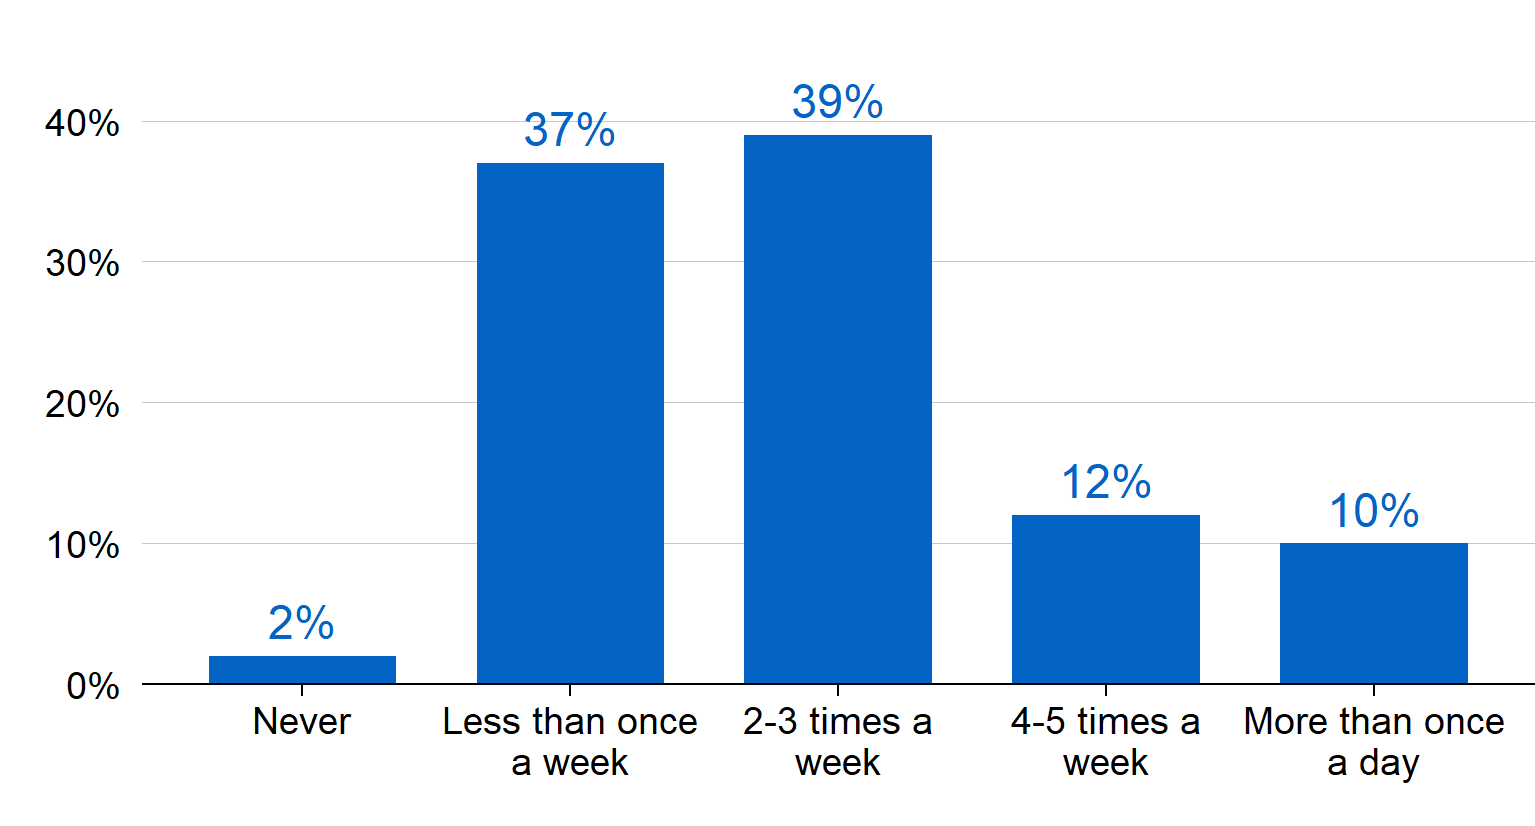 39%
37%
40%
30%
20%
12%
10%
10%
2%
0%
Never
Less than once
a week
2-3 times a
week
4-5 times a
week
More than once
a day